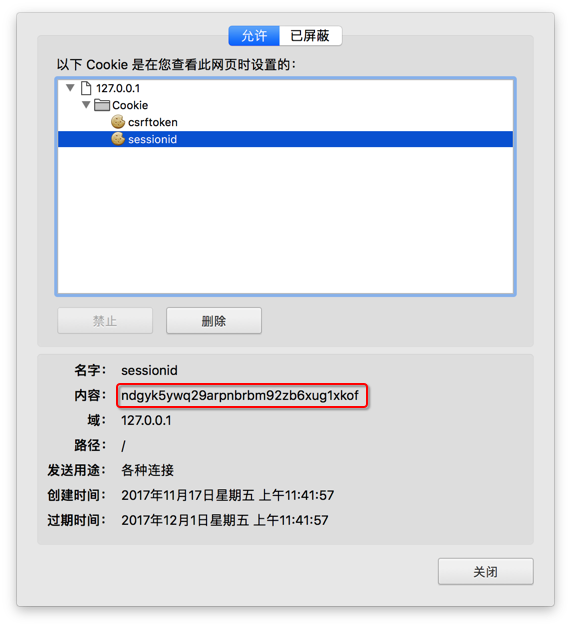 允许 已屏蔽
以下 Cookie 是在您查看此网页时设置的：
127.0.0.1
Cookie
csrftoken
sessionid
禁止 删除
名字： sessionid
内容： ndgyk5ywq29arpnbrbm92zb6xug1xkof
域： 127.0.0.1
路径： /
发送用途： 各种连接
创建时间： 2017年11月17日星期五 上午11:41:57
过期时间： 2017年12月1日星期五 上午11:41:57
关闭